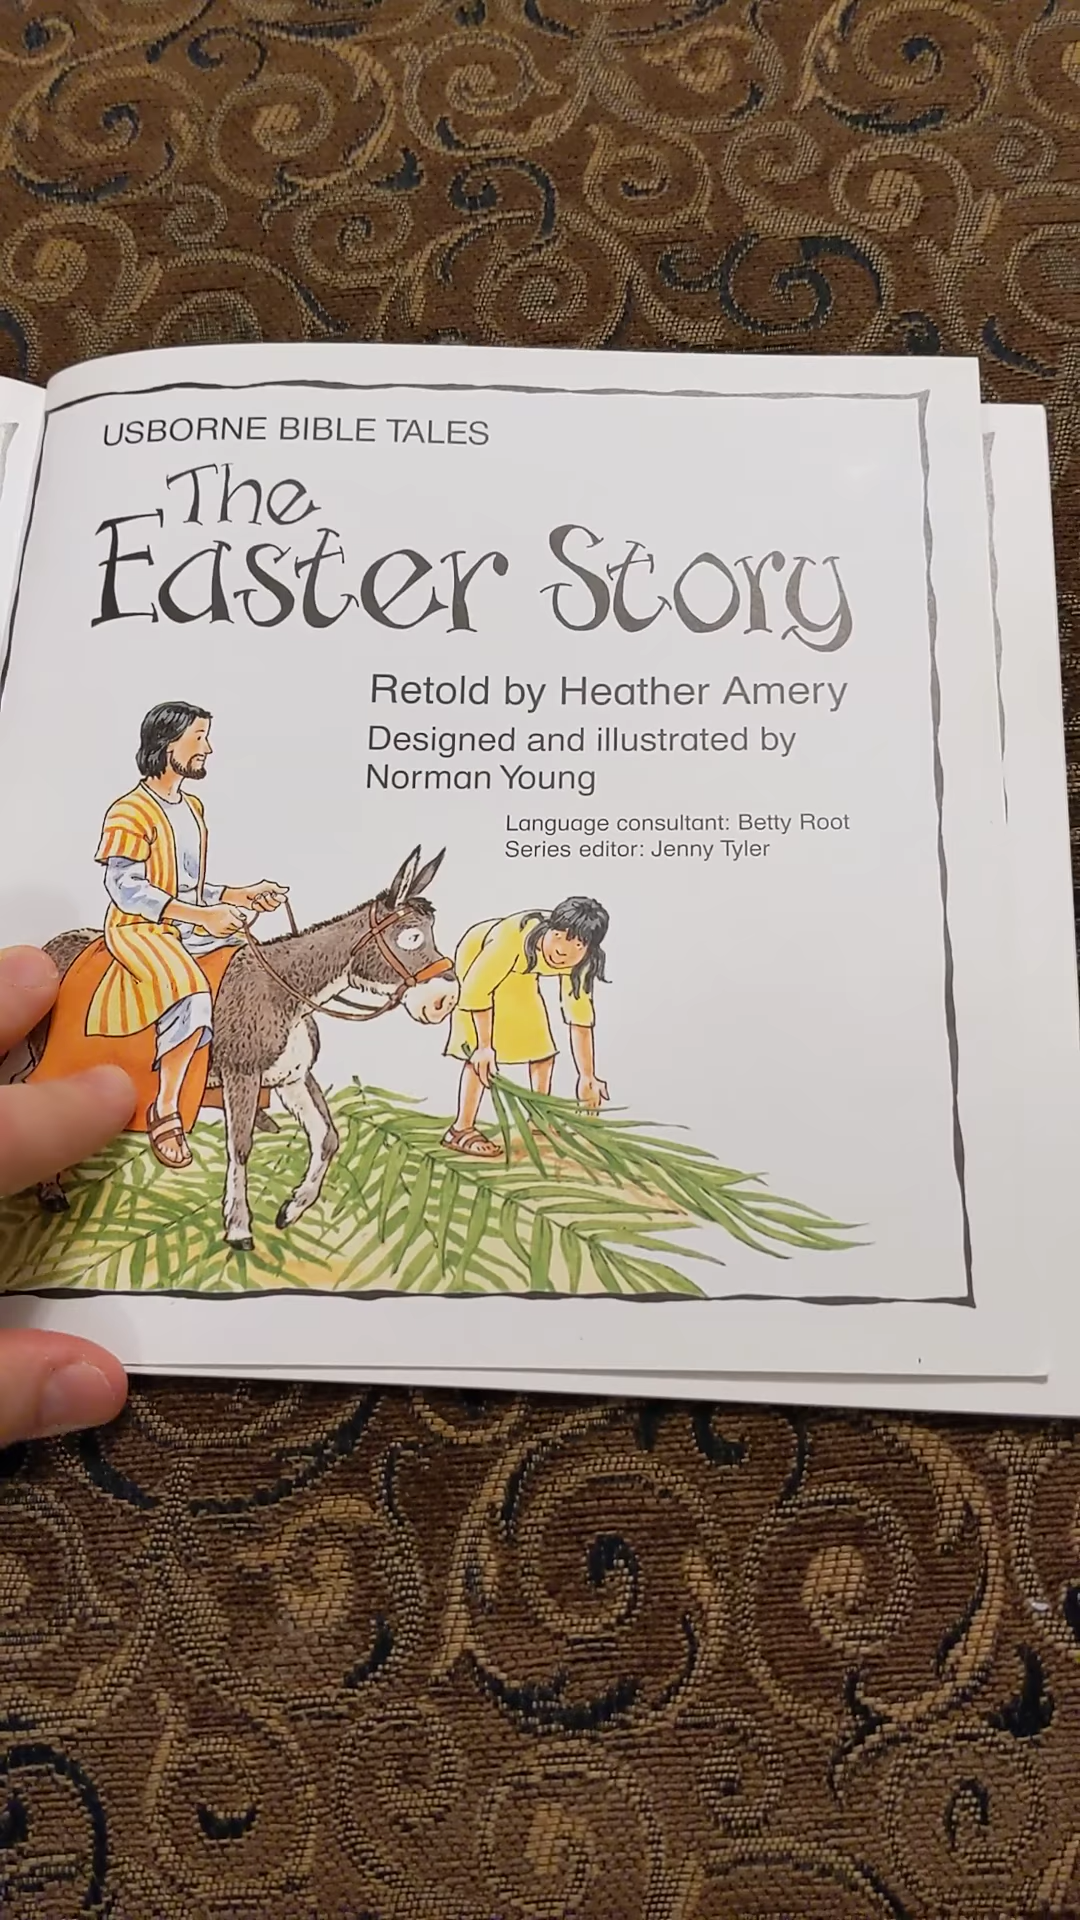 USBORNE BIBLE TALES
The
Easter Story
Retold by Heather Amery
Designed and illustrated by
Norman Young
Language consultant: Betty Root
Series editor: Jenny Tyler